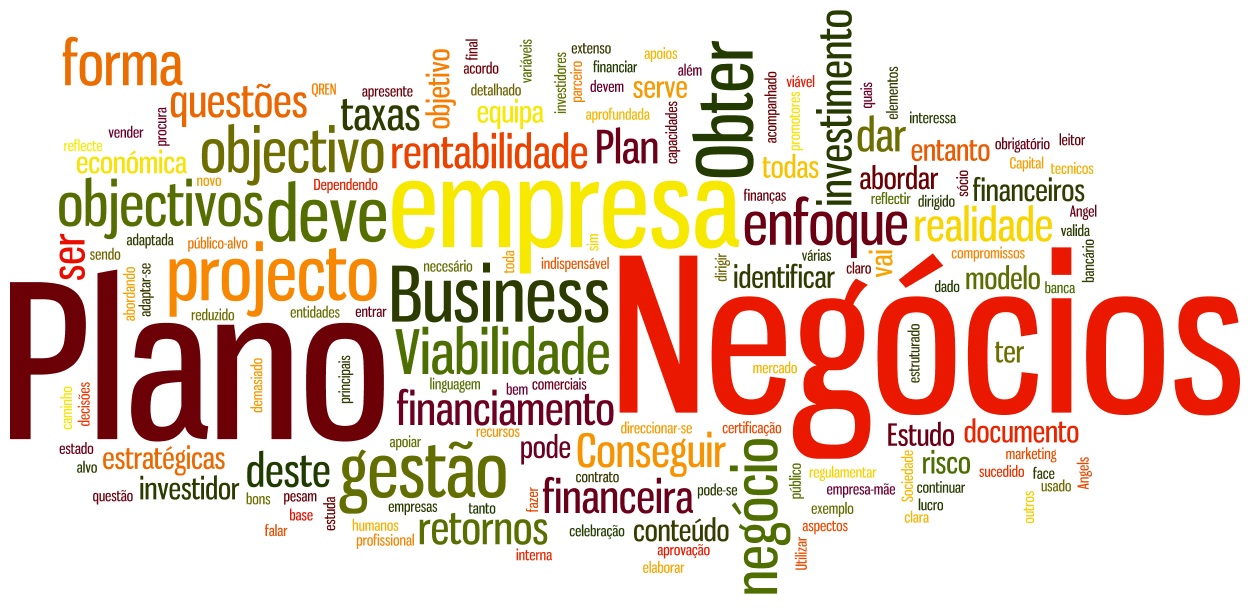 forma
questões
QREN
apresente
taxas
objetivo
final
acordo
detalhado
variáveis
equipa
investidores
extenso
parceiro
financiar
devem
apoios
além
serve
aprofundada
capacidades
Obter
acompanhado
viável
promotores
investimento
quais
elementos
interessa
dar
entanto
obrigatório
leitor
Capital
tecnicos
vender
procura
reflecte
económica
objectivo
rentabilidade
Plan
todas
abordar
sócio
financeiros
novo
Dependendo
objectivos
deve
empresa
sim
finanças
enfoque
reflectir
dirigido
realidade
Angel
valida
bancário
ser
sendo
adaptada
público-alvo
abordando
adaptar-se
projecto
necesário
toda
indispensável
dirigir
identificar
várias
claro
vai
compromissos
dado
modelo
banca
reduzido
entidades
entrar
Business
Plano
Negócios
Viabilidade
demasiado
principais
linguagem
bem
comerciais
mercado
estruturado
ter
caminho
decisões
financiamento
recursos
direccionar-se
certificação
Estudo
documento
estado
alvo
estratégicas
apoiar
pode
Conseguir
negócio
público
regulamentar
Sociedade
risco
marketing
sucedido
face
Angels
questão
investidor
deste
gestão
contrato
financeira
pode-se
empresa-mãe
continuar
usado
bons
pesam
base
estuda
empresas
tanto
fazer
exemplo
lucro
outros
falar
humanos
profissional
retornos
celebração
conteúdo
aspectos
clara
interna
aprovação
elaborar
Utilizar